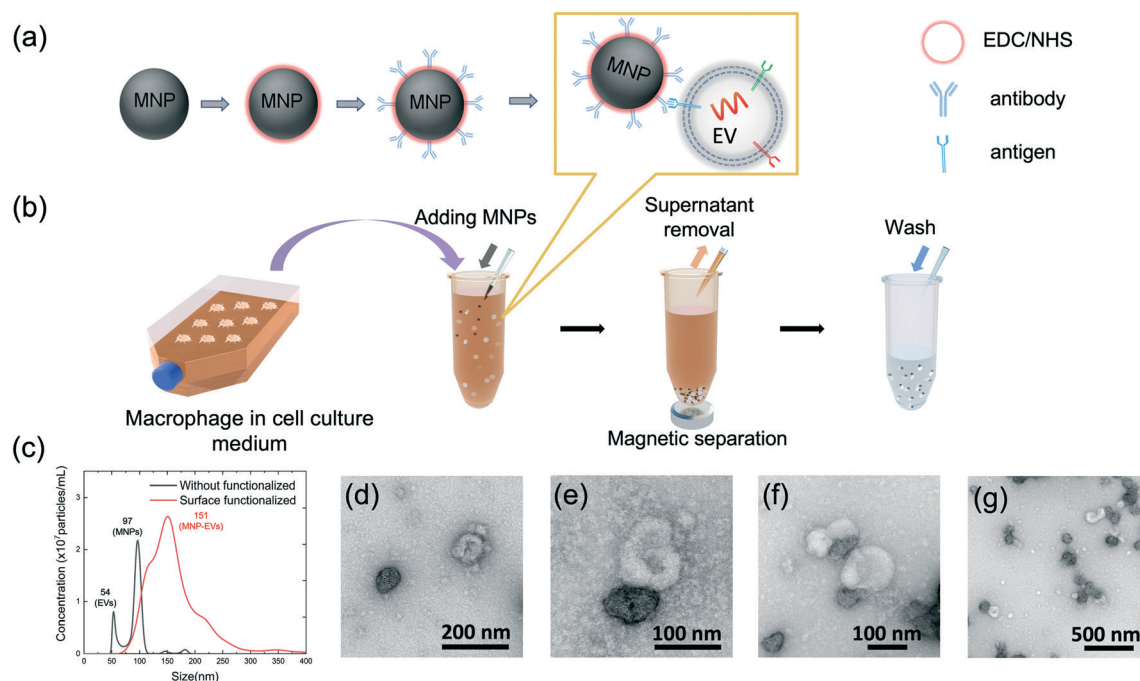 (a)
MNP
MNP
MNP
MNP
EV
EDC/NHS
antibody
antigen
(b)
Adding MNPs
Supernatant
removal
Wash
Macrophage in cell culture
medium
Magnetic separation
(c)
Concentration (x10⁷particles/mL)
3
2
1
0
Without functionalized
Surface functionalized
151
(MNP-EVs)
97
(MNPs)
54
(EVs)
0 50 100 150 200 250 300 350 400
Size(nm)
(d)
200 nm
(e)
100 nm
(f)
100 nm
(g)
500 nm